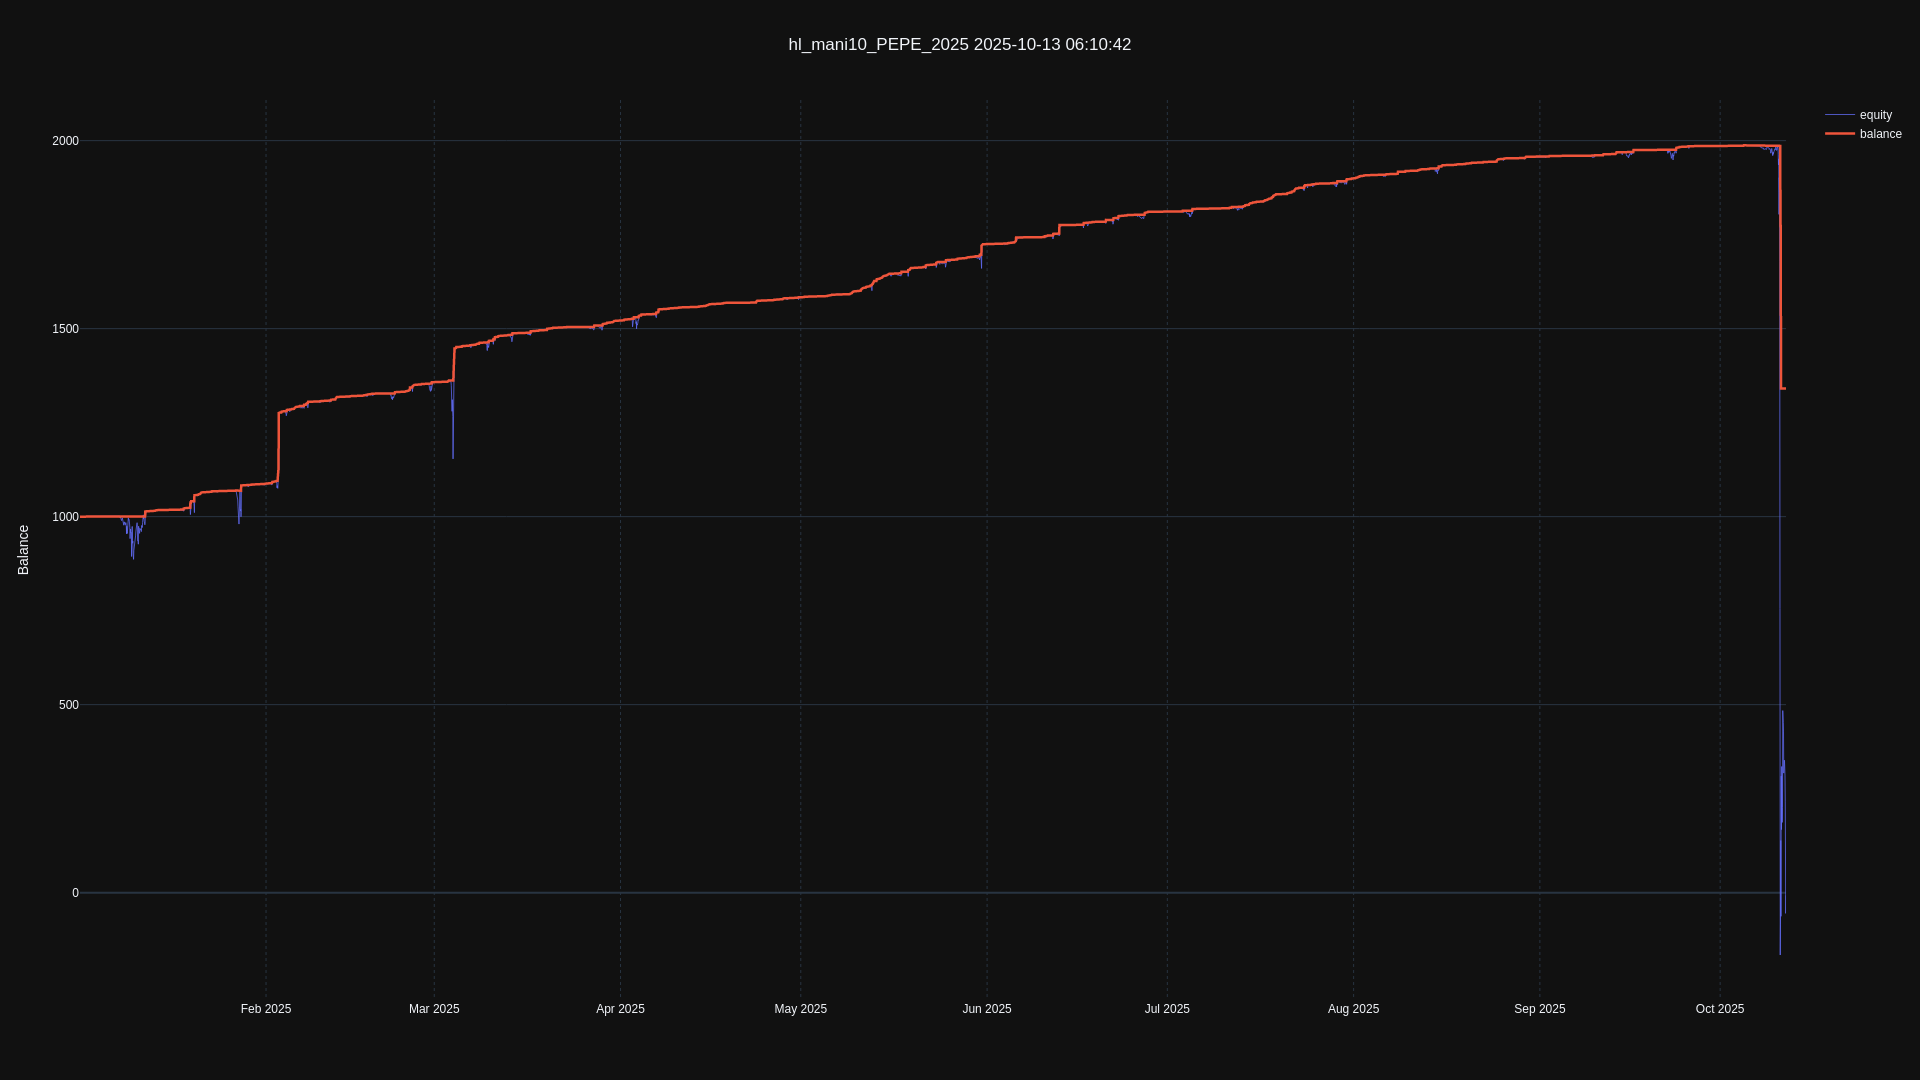 hl_mani10_PEPE_2025 2025-10-13 06:10:42
equity
balance
2000
1500
1000
500
0
Balance
Feb 2025
Mar 2025
Apr 2025
May 2025
Jun 2025
Jul 2025
Aug 2025
Sep 2025
Oct 2025